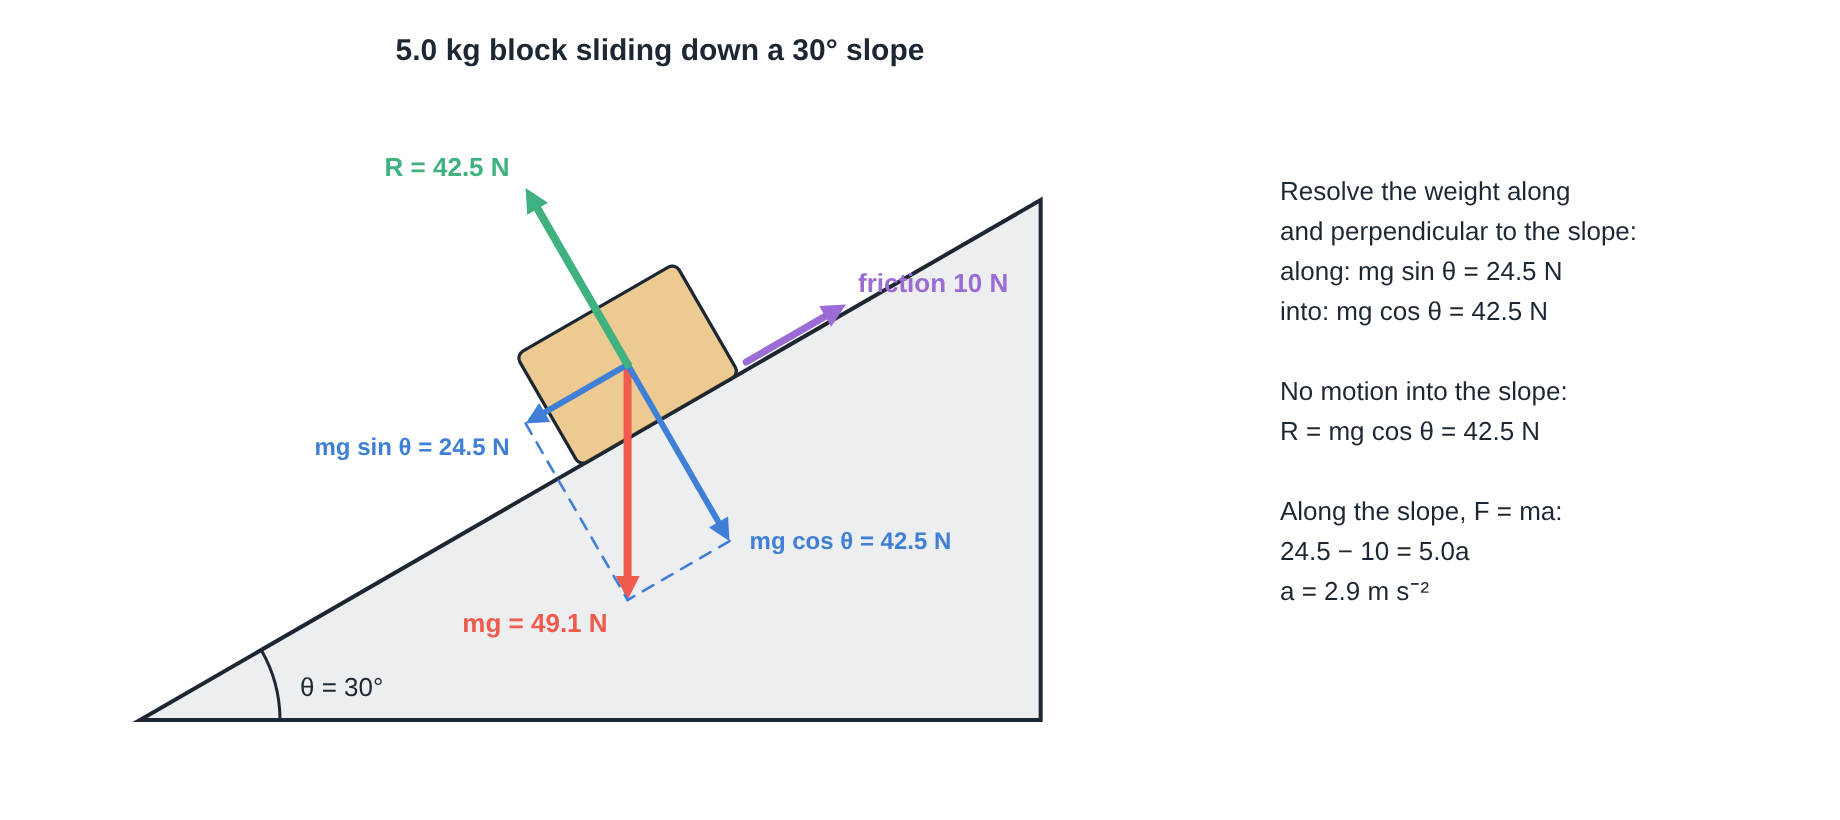 5.0 kg block sliding down a 30° slope
R = 42.5 N
friction 10 N
mg sin θ = 24.5 N
mg cos θ = 42.5 N
mg = 49.1 N
θ = 30°
Resolve the weight along
and perpendicular to the slope:
along: mg sin θ = 24.5 N
into: mg cos θ = 42.5 N
No motion into the slope:
R = mg cos θ = 42.5 N
Along the slope, F = ma:
24.5 − 10 = 5.0a
a = 2.9 m s⁻²